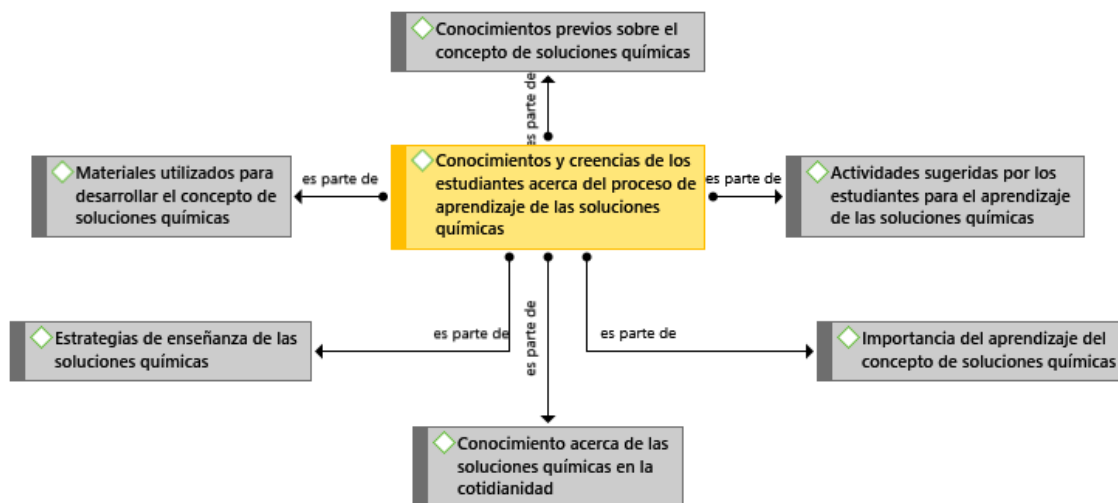 Conocimientos previos sobre el
concepto de soluciones químicas
es parte de
Materiales utilizados para
desarrollar el concepto de
soluciones químicas
es parte de
Conocimientos y creencias de los
estudiantes acerca del proceso de
aprendizaje de las soluciones
químicas
es parte de
Actividades sugeridas por los
estudiantes para el aprendizaje
de las soluciones químicas
Estrategias de enseñanza de las
soluciones químicas
es parte de
es parte de
es parte de
Importancia del aprendizaje del
concepto de soluciones químicas
Conocimiento acerca de las
soluciones químicas en la
cotidianidad